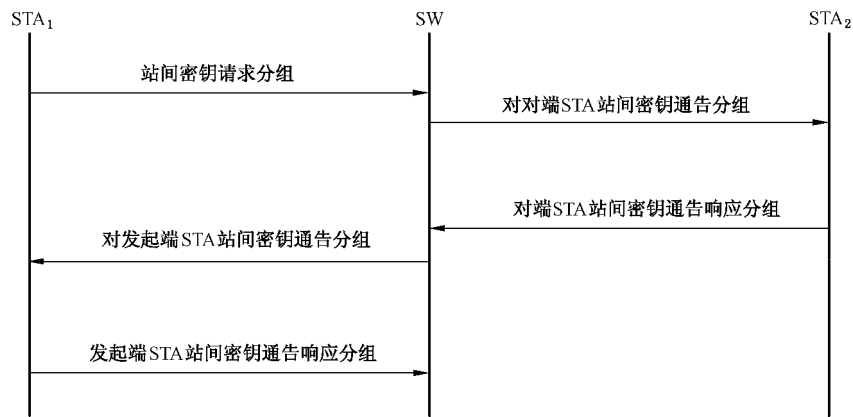 STA₁ SW STA₂
站间密钥请求分组
对对端STA站间密钥通告分组
对端STA站间密钥通告响应分组
对发起端STA站间密钥通告分组
发起端STA站间密钥通告响应分组